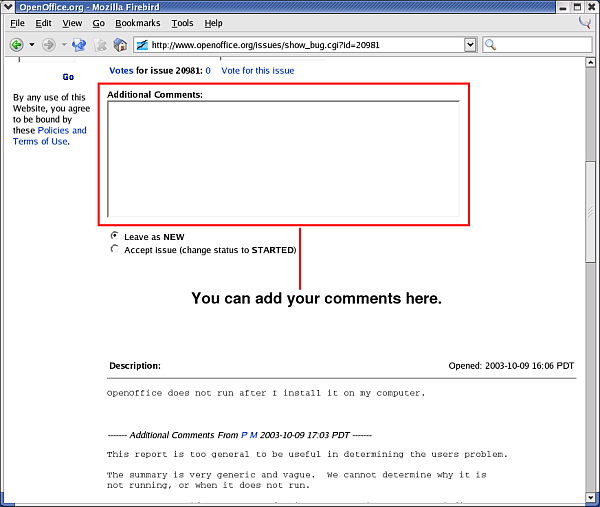 OpenOffice.org - Mozilla Firebird
File Edit View Go Bookmarks Tools Help
http://www.openoffice.org/issues/show_bug.cgi?id=20981
Votes for issue 20981: 0 Vote for this issue
Go
By any use of this
Website, you agree
to be bound by
these Policies and
Terms of Use.
Additional Comments:
Leave as NEW
Accept issue (change status to STARTED)
You can add your comments here.
Description: Opened: 2003-10-09 16:06 PDT
OpenOffice does not run after I install it on my computer.
------- Additional Comments From P M 2003-10-09 17:03 PDT -------
This report is too general to be useful in determining the users problem.
The summary is very generic and vague. We cannot determine why it is
not running, or when it does not run.